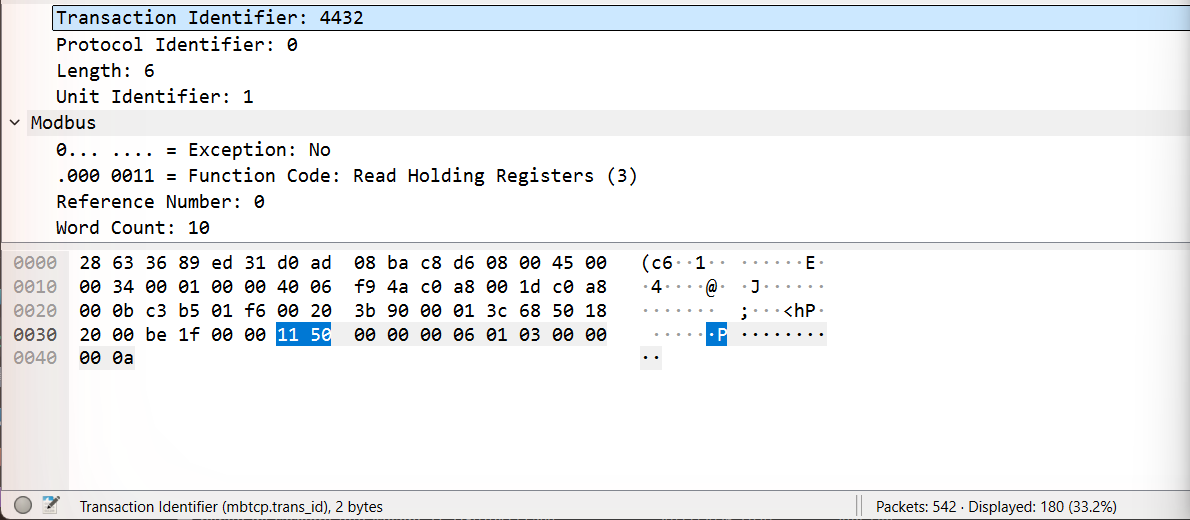 Transaction Identifier: 4432
Protocol Identifier: 0
Length: 6
Unit Identifier: 1
Modbus
0... .... = Exception: No
.000 0011 = Function Code: Read Holding Registers (3)
Reference Number: 0
Word Count: 10
0000 28 63 36 89 ed 31 d0 ad 08 ba c8 d6 08 00 45 00 (c6··1·· ······E·
0010 00 34 00 01 00 00 40 06 f9 4a c0 a8 00 1d c0 a8 ·4····@· ·J······
0020 00 0b c3 b5 01 f6 00 20 3b 90 00 01 3c 68 50 18 ······· ;···<hP·
0030 20 00 be 1f 00 00 11 50 00 00 00 06 01 03 00 00 ······P ········
0040 00 0a ··
Transaction Identifier (mbtcp.trans_id), 2 bytes
Packets: 542 · Displayed: 180 (33.2%)